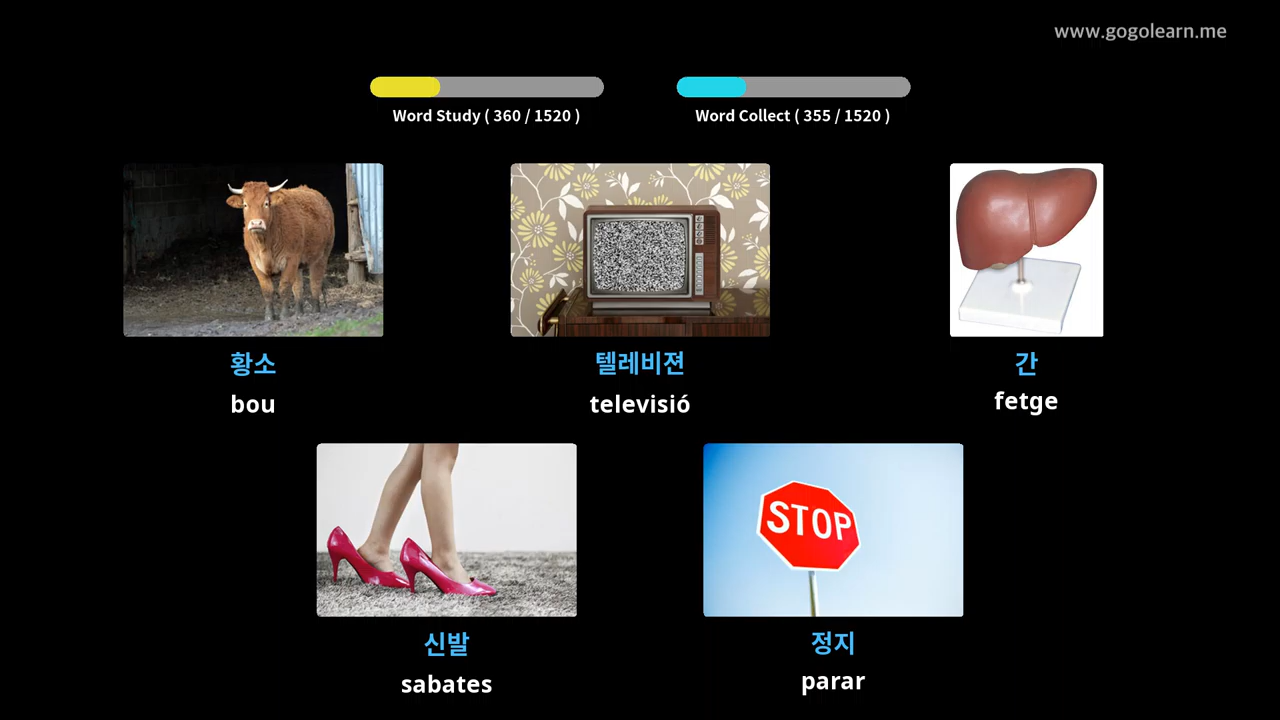 www.gogolearn.me
Word Study ( 360 / 1520 )
Word Collect ( 355 / 1520 )
황소
bou
텔레비젼
televisió
간
fetge
STOP
신발
sabates
정지
parar